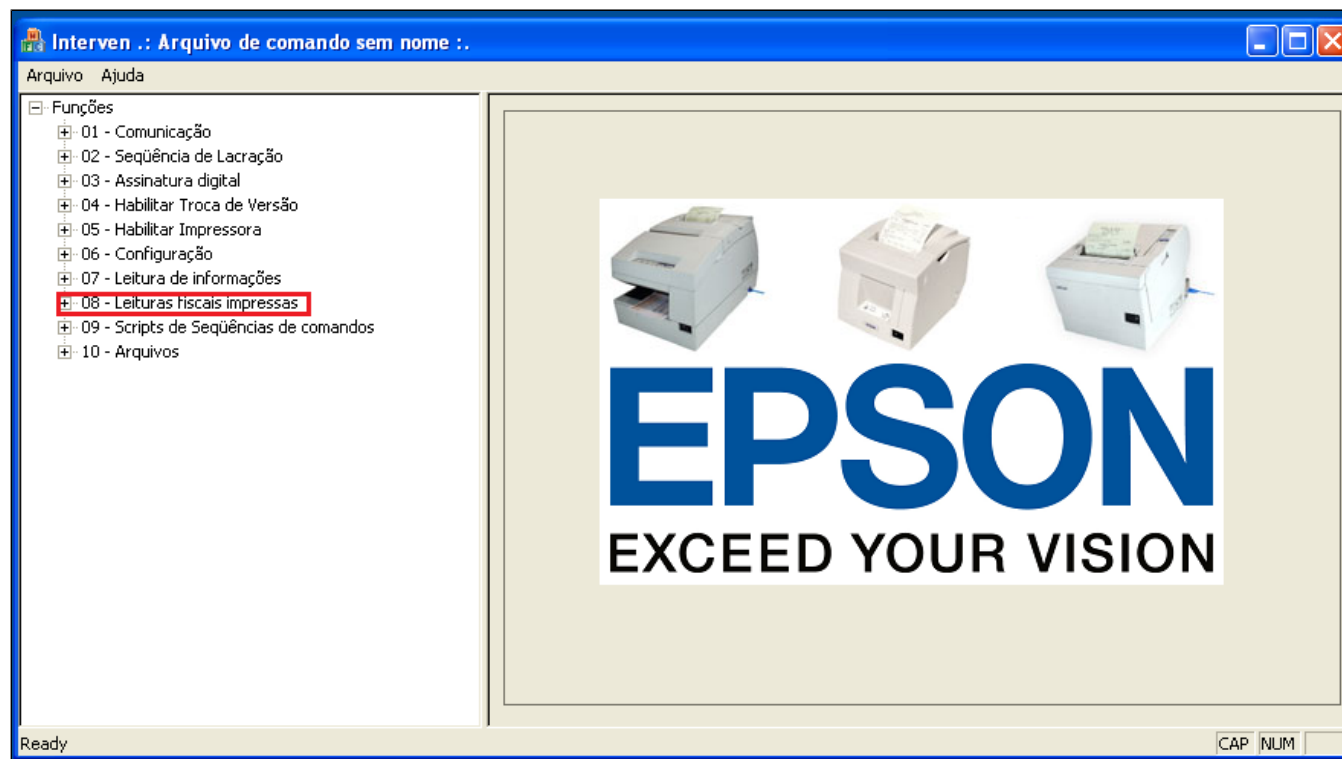 Interven .: Arquivo de comando sem nome :.
Arquivo Ajuda
Funções
01 - Comunicação
02 - Seqüência de Lacração
03 - Assinatura digital
04 - Habilitar Troca de Versão
05 - Habilitar Impressora
06 - Configuração
07 - Leitura de informações
08 - Leituras fiscais impressas
09 - Scripts de Seqüências de comandos
10 - Arquivos
EPSON
EXCEED YOUR VISION
Ready
CAP NUM